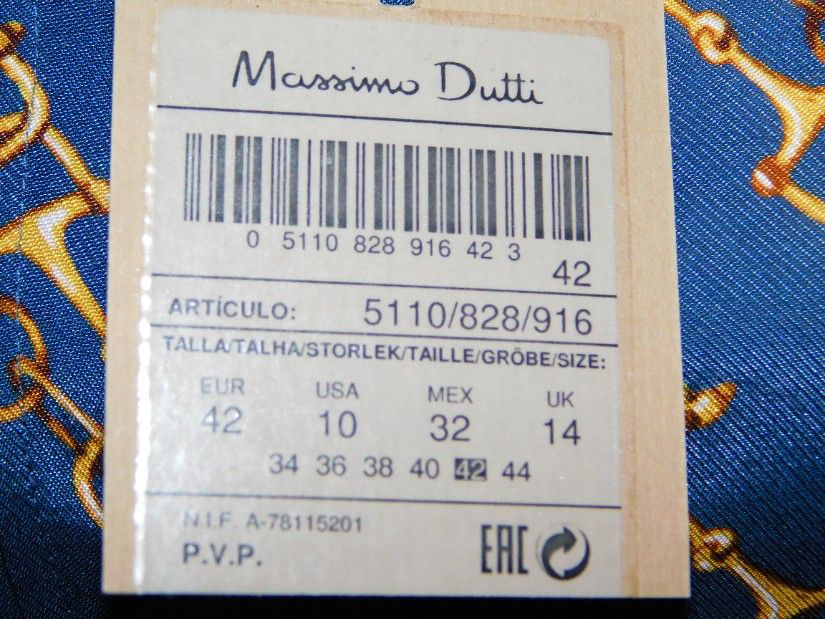 Massimo Dutti
0 5110 828 916 42 3
42
ARTÍCULO: 5110/828/916
TALLA/TALHA/STORLEK/TAILLE/GRÖBE/SIZE:
EUR USA MEX UK
42 10 32 14
34 36 38 40 42 44
N.I.F. A-78115201
P.V.P. EAC